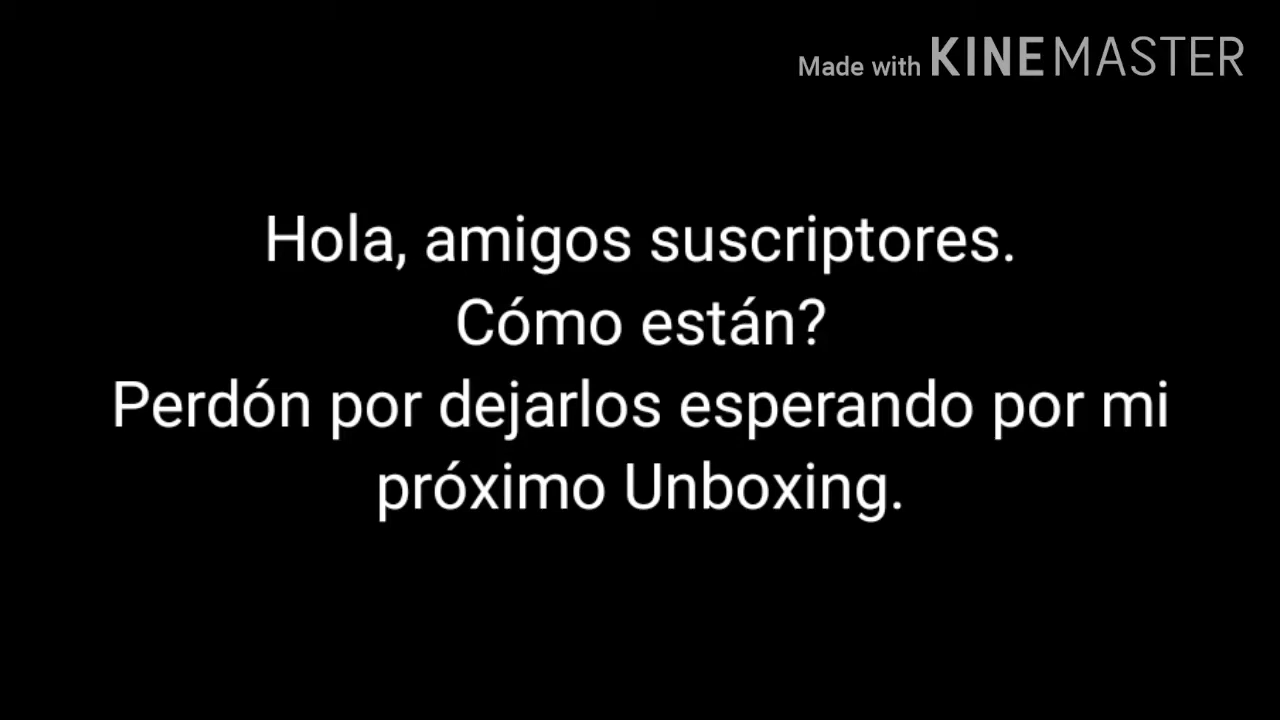 Made with KINEMASTER
Hola, amigos suscriptores.
Cómo están?
Perdón por dejarlos esperando por mi
próximo Unboxing.